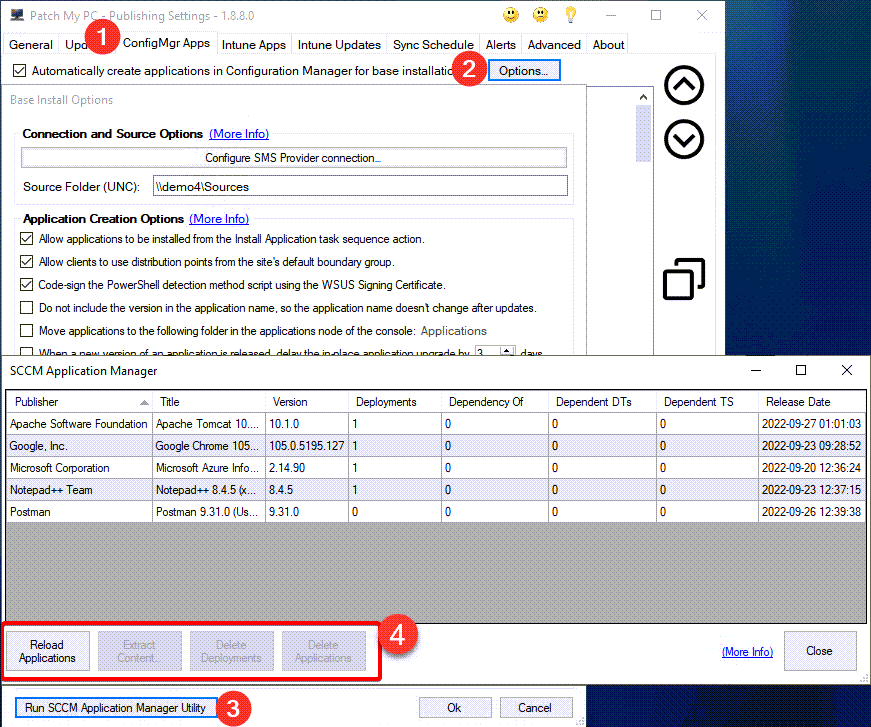 Patch My PC - Publishing Settings - 1.8.8.0
1
General ConfigMgr Apps Intune Apps Intune Updates Sync Schedule Alerts Advanced About
Automatically create applications in Configuration Manager for base 2 Options...
Base Install Options
Connection and Source Options (More Info)
Configure SMS Provider connection...
Source Folder (UNC): \\demo4\Sources
Application Creation Options (More Info)
Allow applications to be installed from the Install Application task sequence action.
Allow clients to use distribution points from the site's default boundary group.
Code-sign the PowerShell detection method script using the WSUS Signing Certificate.
Do not include the version in the application name, so the application name doesn't change after updates.
Move applications to the following folder in the applications node of the console: Applications
When a new version of an application is released, delay the in-place application upgrade by 3 days
SCCM Application Manager
Publisher Title Version Deployments Dependency Of Dependent DTs Dependent TS Release Date
Apache Software Foundation Apache Tomcat 10.... 10.1.0 1 0 0 0 2022-09-27 01:01:03
Google, Inc. Google Chrome 105... 105.0.5195.127 1 0 0 0 2022-09-23 09:28:52
Microsoft Corporation Microsoft Azure Info... 2.14.90 1 0 0 0 2022-09-20 12:36:24
Notepad++ Team Notepad++ 8.4.5 (x... 8.4.5 1 0 0 0 2022-09-23 12:37:15
Postman Postman 9.31.0 (Us... 9.31.0 0 0 0 0 2022-09-26 12:39:38
4
Reload Applications
Extract Content...
Delete Deployments
Delete Applications
(More Info)
Close
Run SCCM Application Manager Utility 3 Ok Cancel